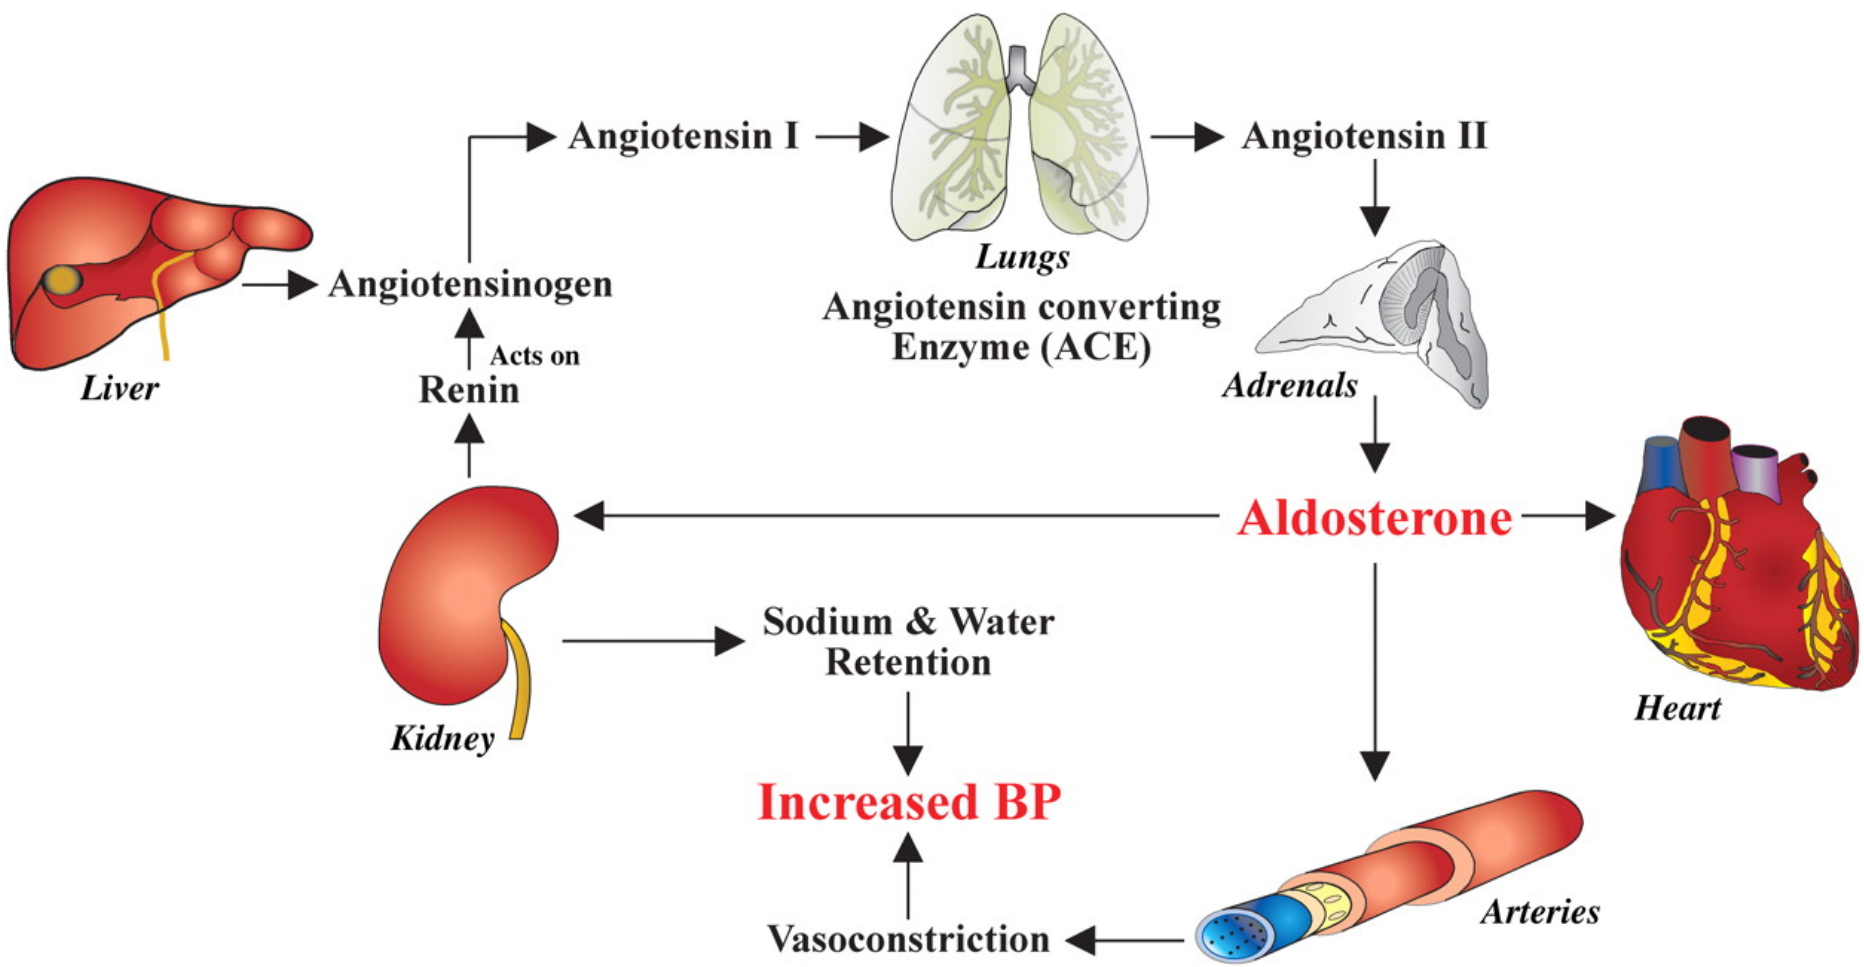 Angiotensin I
Angiotensin II
Lungs
Angiotensinogen
Angiotensin converting
Enzyme (ACE)
Acts on
Liver
Renin
Adrenals
Aldosterone
Sodium & Water
Retention
Heart
Kidney
Increased BP
Arteries
Vasoconstriction